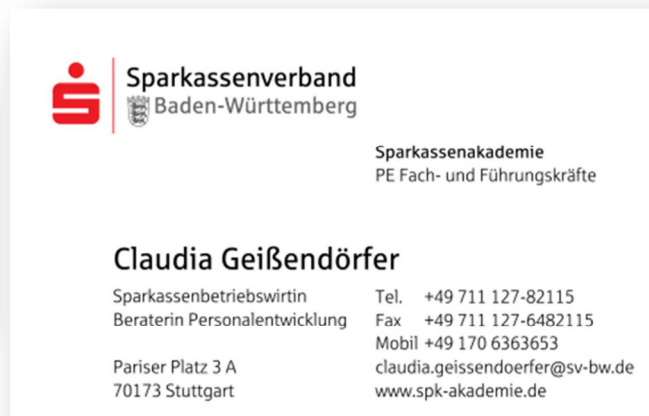 Sparkassenverband
Baden-Württemberg
Sparkassenakademie
PE Fach- und Führungskräfte
Claudia Geißendörfer
Sparkassenbetriebswirtin
Beraterin Personalentwicklung
Pariser Platz 3 A
70173 Stuttgart
Tel. +49 711 127-82115
Fax +49 711 127-6482115
Mobil +49 170 6363653
claudia.geissendoerfer@sv-bw.de
www.spk-akademie.de